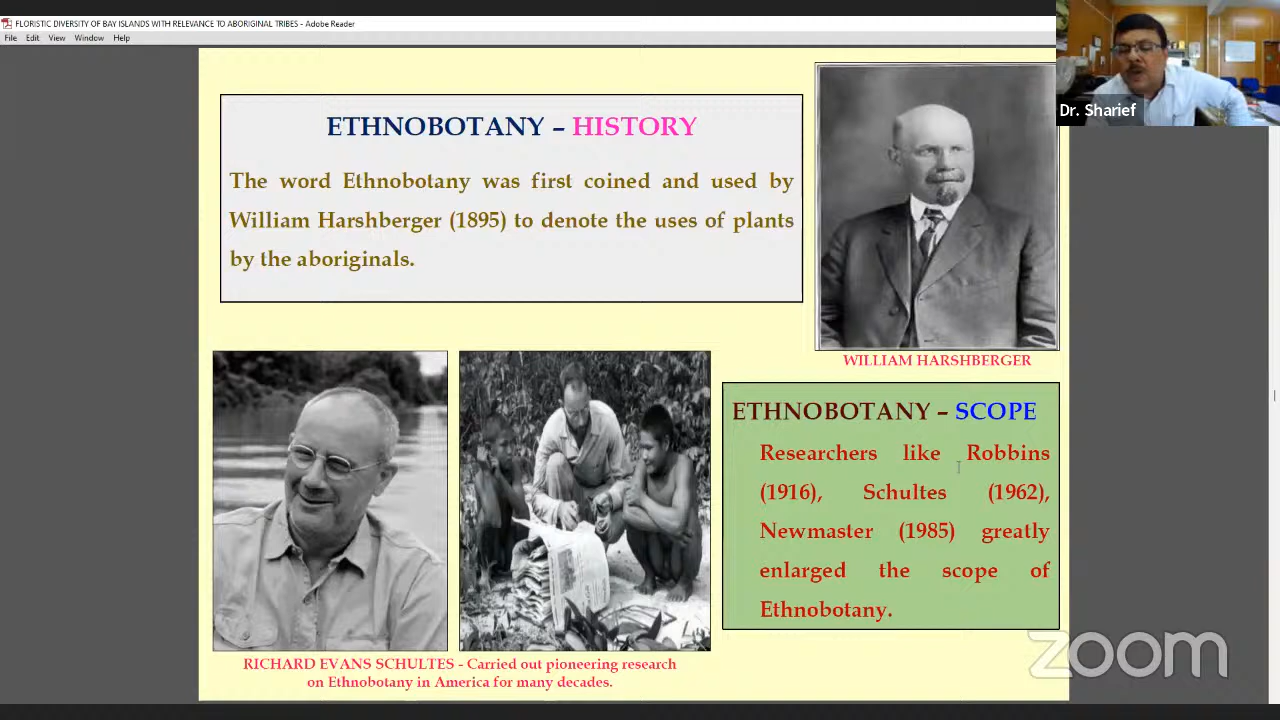 FLORISTIC DIVERSITY OF BAY ISLANDS WITH RELEVANCE TO ABORIGINAL TRIBES - Adobe Reader
File Edit View Window Help
Dr. Sharief
ETHNOBOTANY – HISTORY
The word Ethnobotany was first coined and used by
William Harshberger (1895) to denote the uses of plants
by the aboriginals.
WILLIAM HARSHBERGER
ETHNOBOTANY – SCOPE
Researchers like Robbins
(1916), Schultes (1962),
Newmaster (1985) greatly
enlarged the scope of
Ethnobotany.
RICHARD EVANS SCHULTES - Carried out pioneering research
on Ethnobotany in America for many decades.
zoom